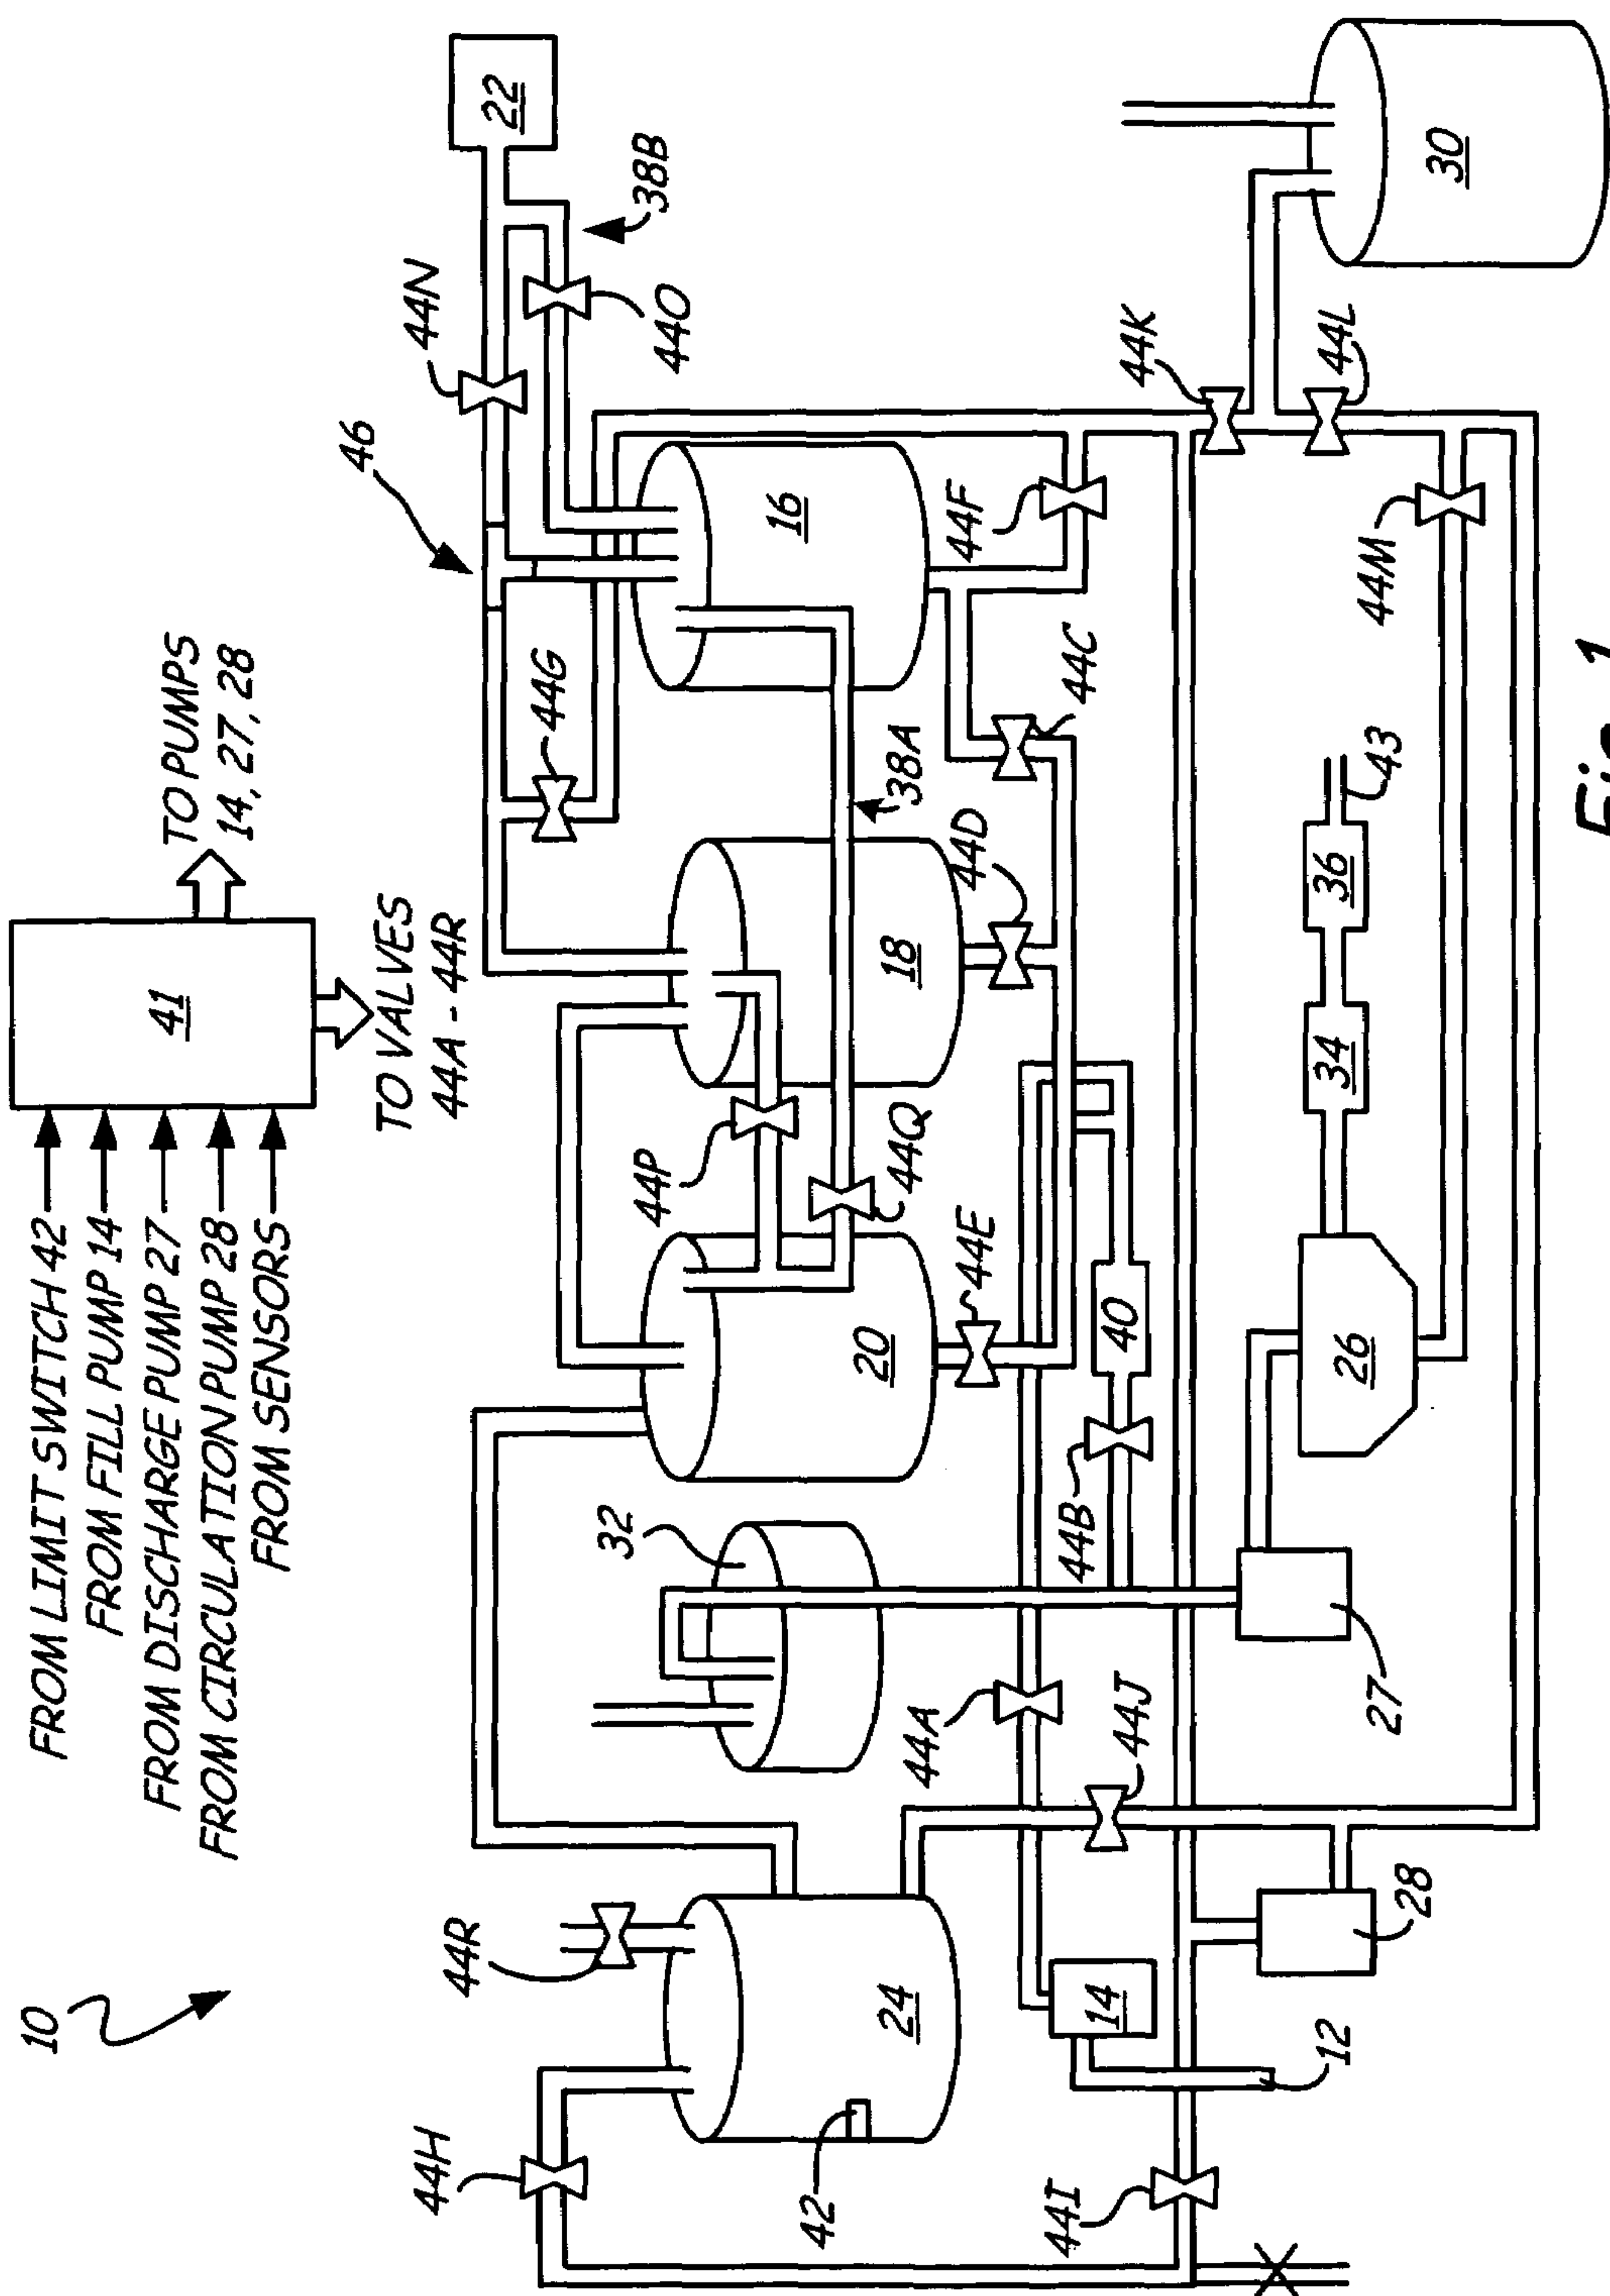 10
FROM LIMIT SWITCH 42
FROM FILL PUMP 14
FROM DISCHARGE PUMP 27
FROM CIRCULATION PUMP 28
FROM SENSORS
41
TO PUMPS
14, 27, 28
TO VALVES
44A - 44R
46
44N
22
38B
44O
44G
16
44P
18
38A
44D
44C
44F
44Q
20
44E
32
44R
24
42
44H
44A
44B
40
44J
44K
44L
30
14
12
44I
28
27
26
34
36
43
44M
Fig. 1